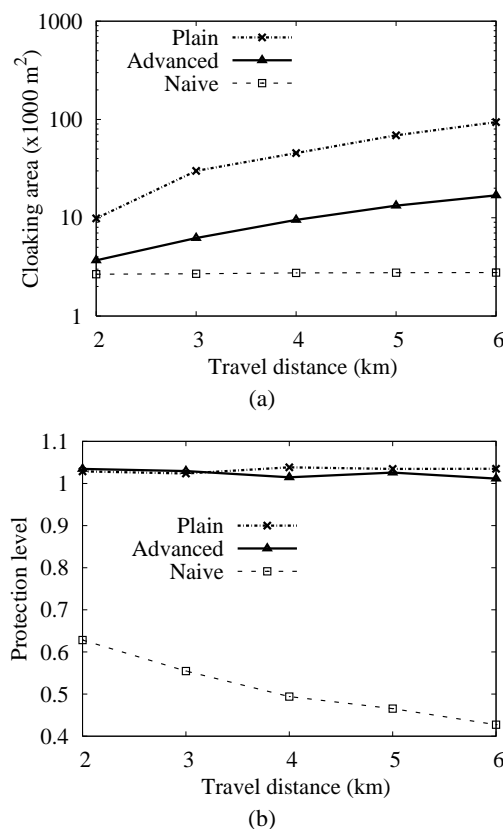 Cloaking area (x1000 m²)
1000
100
10
1
Plain
Advanced
Naive
2 3 4 5 6
Travel distance (km)
(a)
Protection level
1.1
1
0.9
0.8
0.7
0.6
0.5
0.4
Plain
Advanced
Naive
2 3 4 5 6
Travel distance (km)
(b)